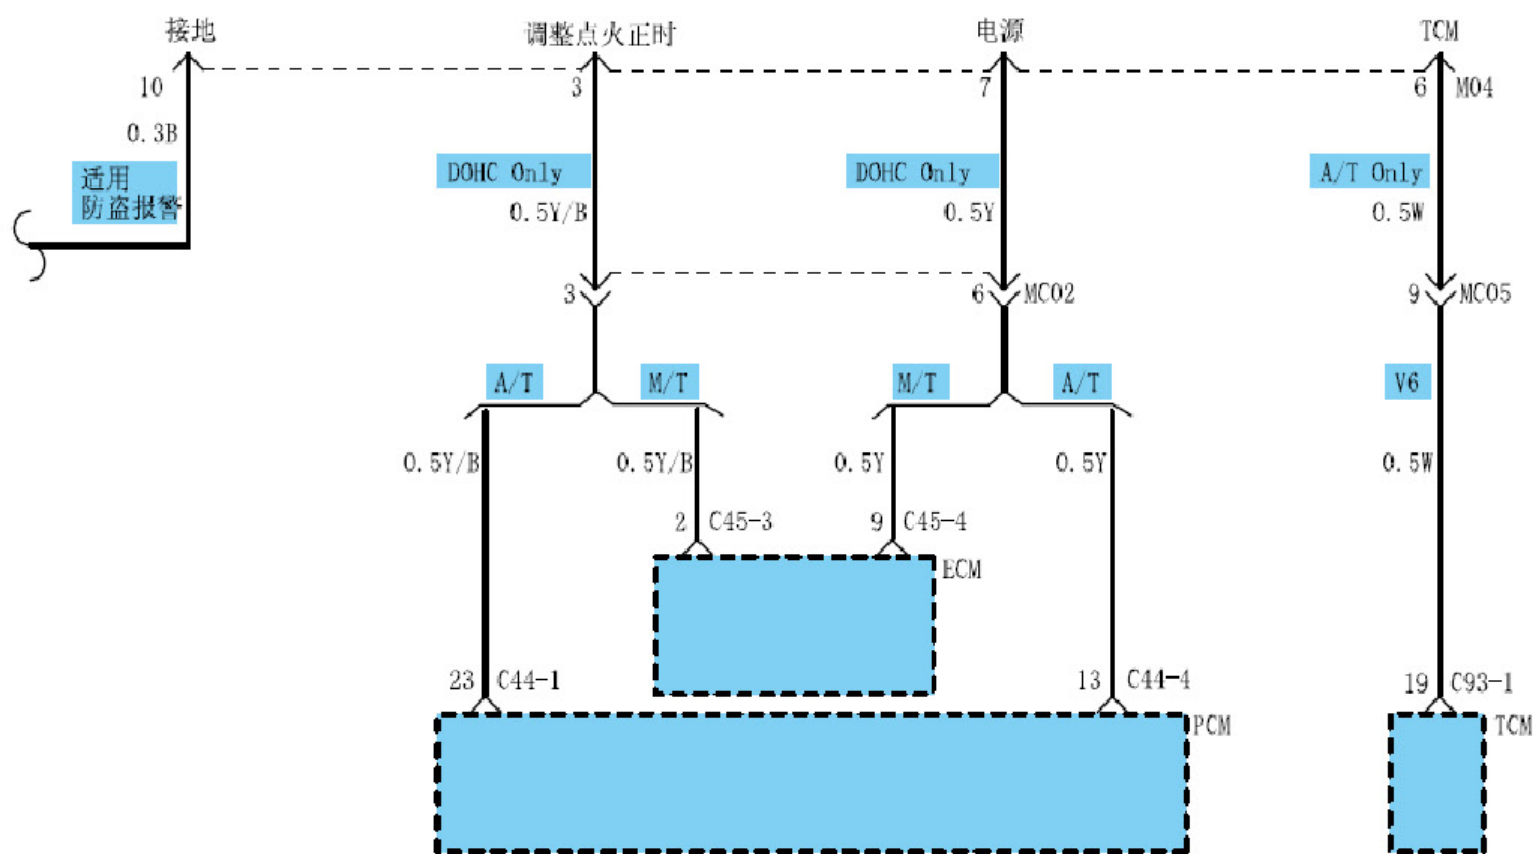 接地
调整点火正时
电源
TCM
10
3
7
6
M04
0.3B
适用
防盗报警
DOHC Only
DOHC Only
A/T Only
0.5Y/B
0.5Y
0.5W
3
6
MC02
9
MC05
A/T
M/T
M/T
A/T
V6
0.5Y/B
0.5Y/B
0.5Y
0.5Y
0.5W
2
C45-3
9
C45-4
ECM
23
C44-1
13
C44-4
19
C93-1
PCM
TCM